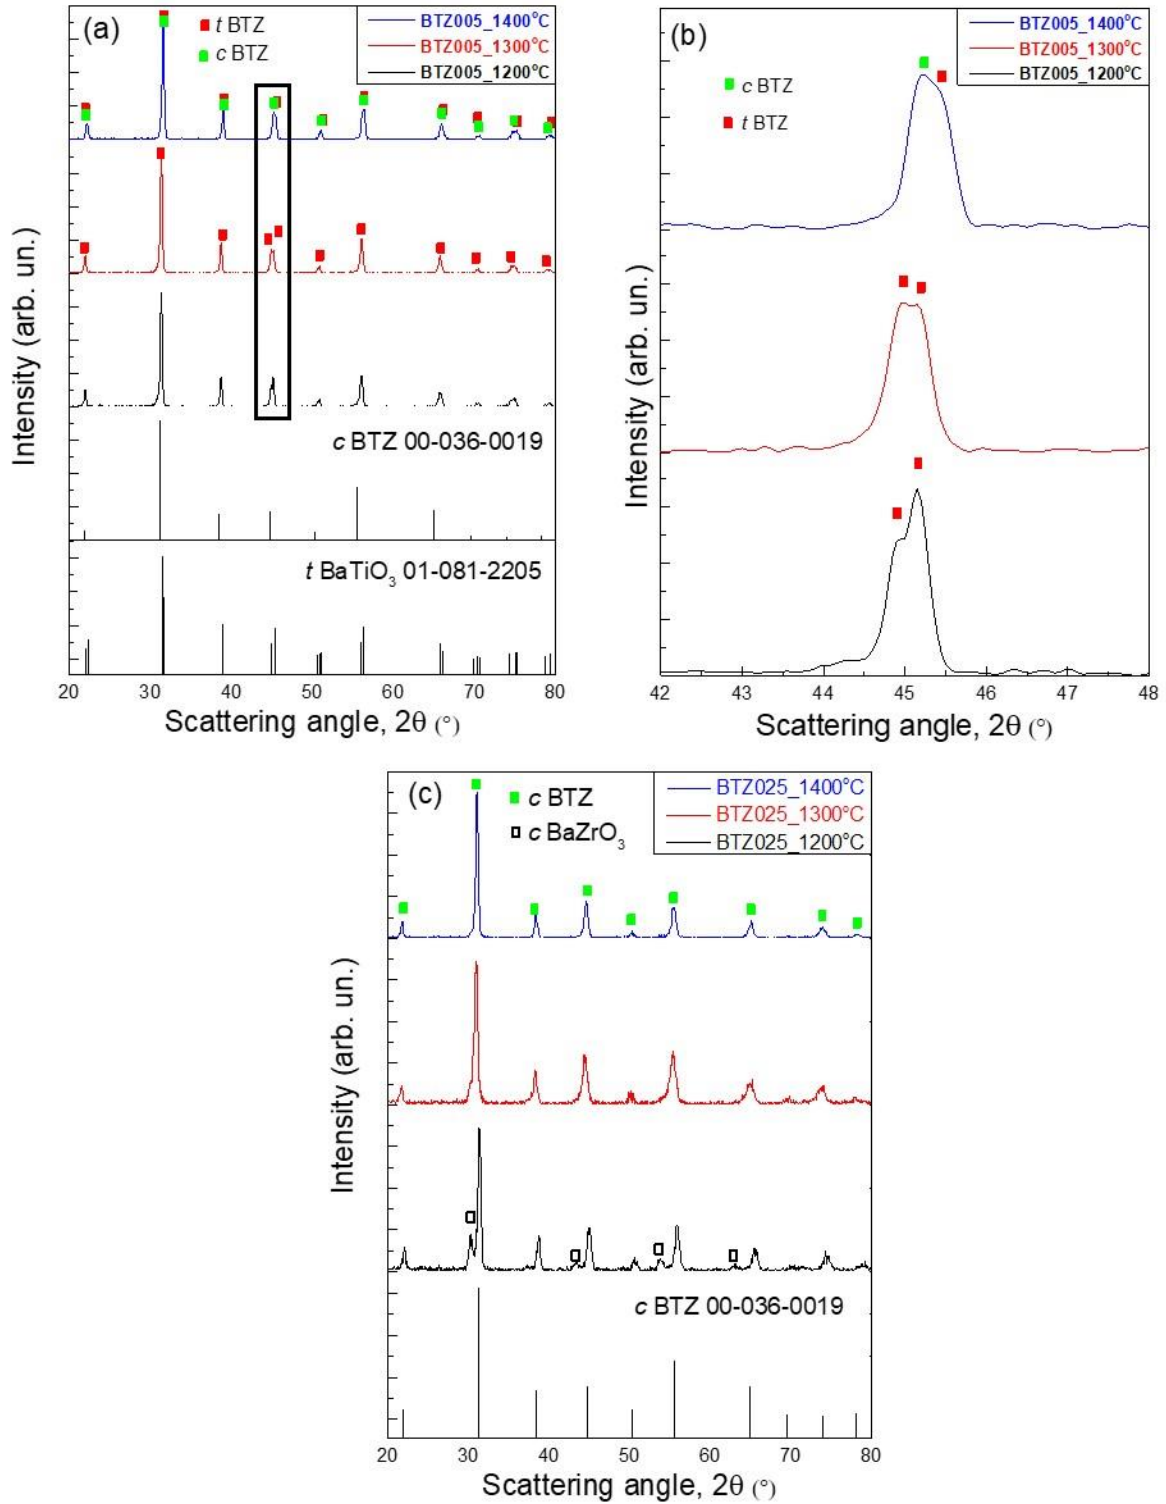 (a)
t BTZ
c BTZ
BTZ005_1400°C
BTZ005_1300°C
BTZ005_1200°C
c BTZ 00-036-0019
t BaTiO₃ 01-081-2205
Intensity (arb. un.)
20 30 40 50 60 70 80
Scattering angle, 2θ (°)
(b)
c BTZ
t BTZ
BTZ005_1400°C
BTZ005_1300°C
BTZ005_1200°C
Intensity (arb. un.)
42 43 44 45 46 47 48
Scattering angle, 2θ (°)
(c)
c BTZ
c BaZrO₃
BTZ025_1400°C
BTZ025_1300°C
BTZ025_1200°C
c BTZ 00-036-0019
Intensity (arb. un.)
20 30 40 50 60 70 80
Scattering angle, 2θ (°)